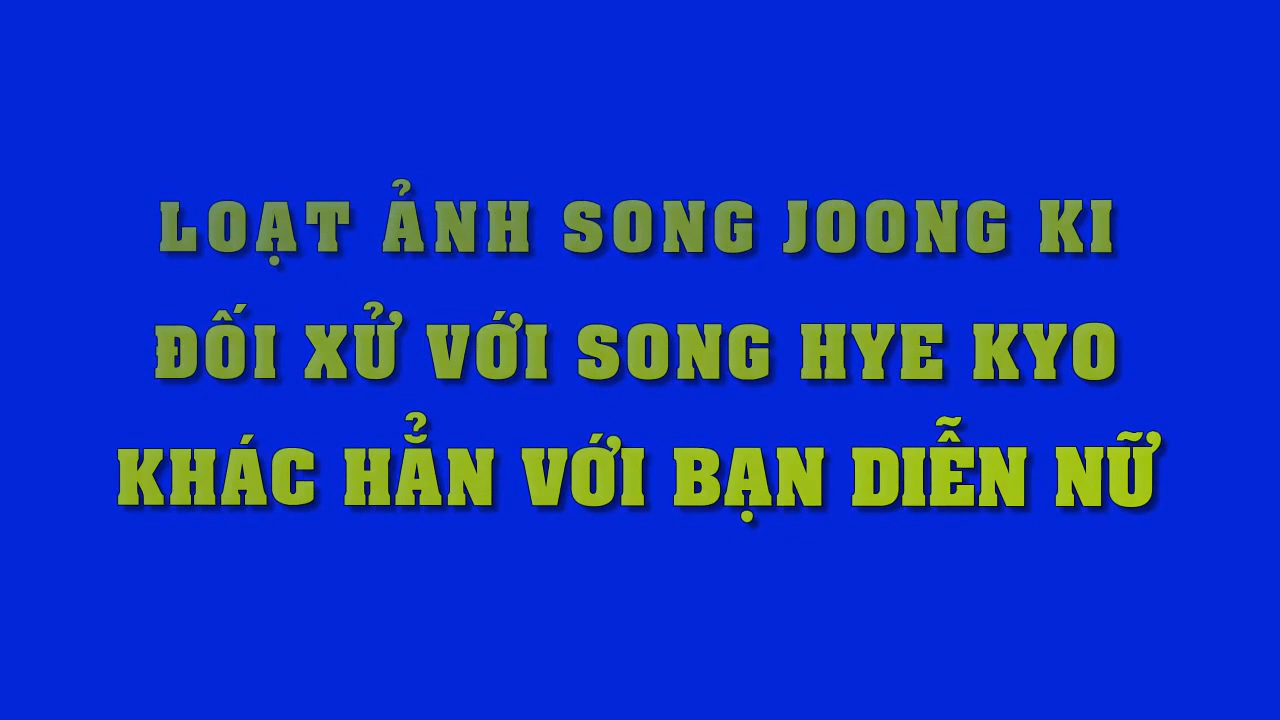 LOẠT ẢNH SONG JOONG KI
ĐỐI XỬ VỚI SONG HYE KYO
KHÁC HẲN VỚI BẠN DIỄN NỮ